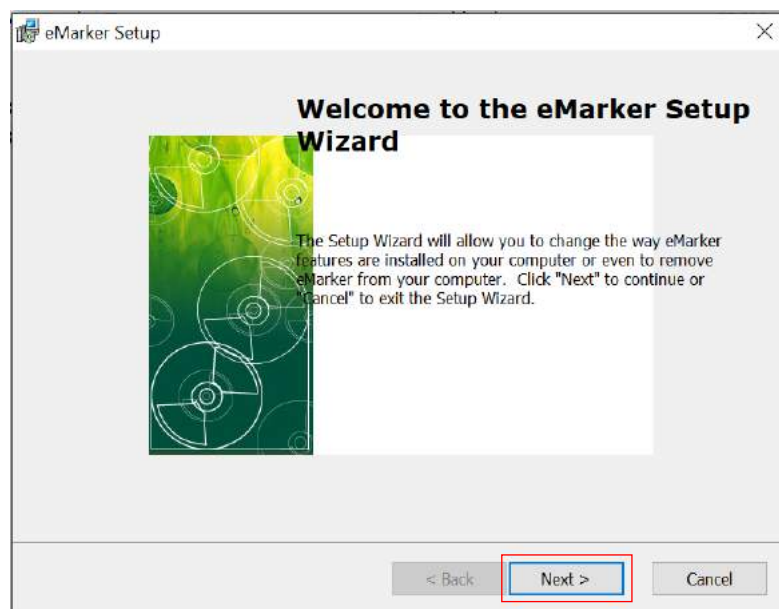 eMarker Setup
Welcome to the eMarker Setup
Wizard
The Setup Wizard will allow you to change the way eMarker
features are installed on your computer or even to remove
eMarker from your computer. Click "Next" to continue or
"Cancel" to exit the Setup Wizard.
< Back Next > Cancel